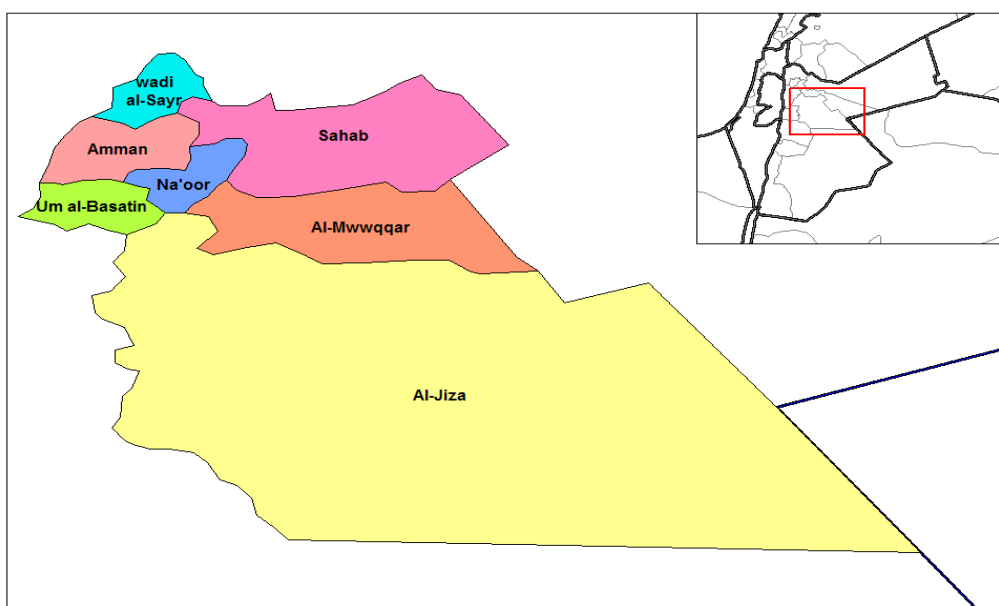 wadi
al-Sayr
Sahab
Amman
Na'oor
Um al-Basatin
Al-Mwwqqar
Al-Jiza